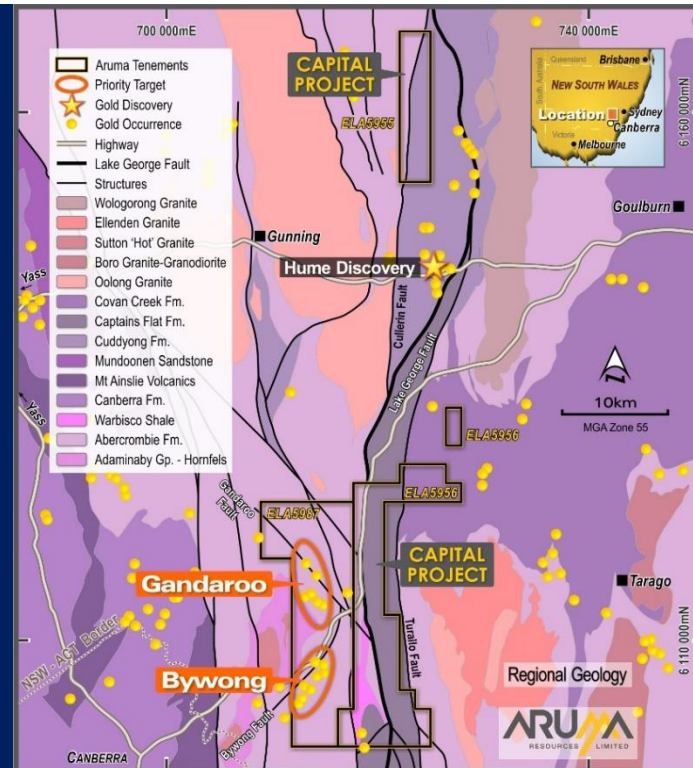 700 000mE
740 000mE
Aruma Tenements
Priority Target
Gold Discovery
Gold Occurrence
Highway
Lake George Fault
Structures
Wologorong Granite
Ellenden Granite
Sutton 'Hot' Granite
Boro Granite-Granodiorite
Oolong Granite
Covan Creek Fm.
Captains Flat Fm.
Cuddyong Fm.
Mundoonen Sandstone
Mt Ainslie Volcanics
Canberra Fm.
Warbisco Shale
Abercrombie Fm.
Adaminaby Gp. - Hornfels
CAPITAL
PROJECT
ELA5955
Queensland
Brisbane
South Australia
NEW SOUTH WALES
Location
Sydney
Canberra
Victoria
Melbourne
6 160 000mN
Goulburn
Gunning
Yass
Hume Discovery
Cullerin Fault
Lake George Fault
10km
MGA Zone 55
Yass
ELA5956
Gandaroo
Fault
ELA5987
ELA5956
CAPITAL
PROJECT
Gandaroo
Tarago
NSW - ACT Border
Turallo Fault
6 110 000mN
Bywong
Regional Geology
Bywong Fault
CANBERRA
ARUMA
RESOURCES LIMITED